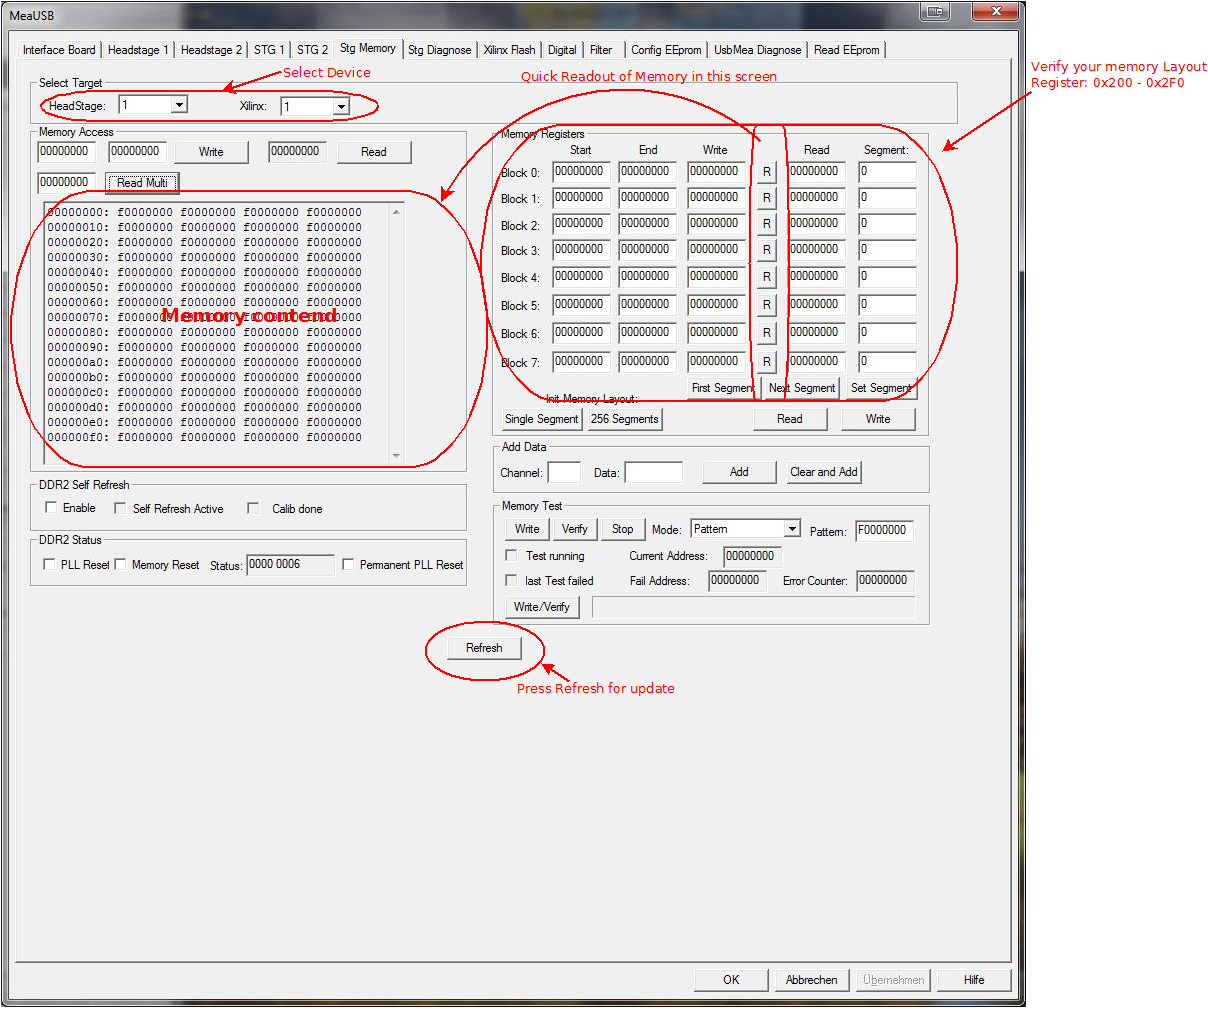 MeaUSB
Interface Board Headstage 1 Headstage 2 STG 1 STG 2 Stg Memory Stg Diagnose Xilinx Flash Digital Filter Config EEprom UsbMea Diagnose Read EEprom
Select Device
Quick Readout of Memory in this screen
Verify your memory Layout
Register: 0x200 - 0x2F0
Select Target
HeadStage: 1 Xilinx: 1
Memory Access
00000000 00000000 Write 00000000 Read
00000000 Read Multi
00000000: f0000000 f0000000 f0000000 f0000000
00000010: f0000000 f0000000 f0000000 f0000000
00000020: f0000000 f0000000 f0000000 f0000000
00000030: f0000000 f0000000 f0000000 f0000000
00000040: f0000000 f0000000 f0000000 f0000000
00000050: f0000000 f0000000 f0000000 f0000000
00000060: f0000000 f0000000 f0000000 f0000000
00000070: f0000000 f0000000 f0000000 f0000000
Memory contend
00000080: f0000000 f0000000 f0000000 f0000000
00000090: f0000000 f0000000 f0000000 f0000000
000000a0: f0000000 f0000000 f0000000 f0000000
000000b0: f0000000 f0000000 f0000000 f0000000
000000c0: f0000000 f0000000 f0000000 f0000000
000000d0: f0000000 f0000000 f0000000 f0000000
000000e0: f0000000 f0000000 f0000000 f0000000
000000f0: f0000000 f0000000 f0000000 f0000000
DDR2 Self Refresh
Enable Self Refresh Active Calib done
DDR2 Status
PLL Reset Memory Reset Status: 0000 0006 Permanent PLL Reset
Memory Registers
Start End Write Read Segment:
Block 0: 00000000 00000000 00000000 R 00000000 0
Block 1: 00000000 00000000 00000000 R 00000000 0
Block 2: 00000000 00000000 00000000 R 00000000 0
Block 3: 00000000 00000000 00000000 R 00000000 0
Block 4: 00000000 00000000 00000000 R 00000000 0
Block 5: 00000000 00000000 00000000 R 00000000 0
Block 6: 00000000 00000000 00000000 R 00000000 0
Block 7: 00000000 00000000 00000000 R 00000000 0
First Segment Next Segment Set Segment
Init Memory Layout:
Single Segment 256 Segments Read Write
Add Data
Channel: Data: Add Clear and Add
Memory Test
Write Verify Stop Mode: Pattern Pattern: F0000000
Test running Current Address: 00000000
last Test failed Fail Address: 00000000 Error Counter: 00000000
Write/Verify
Refresh
Press Refresh for update
OK Abbrechen Übernehmen Hilfe